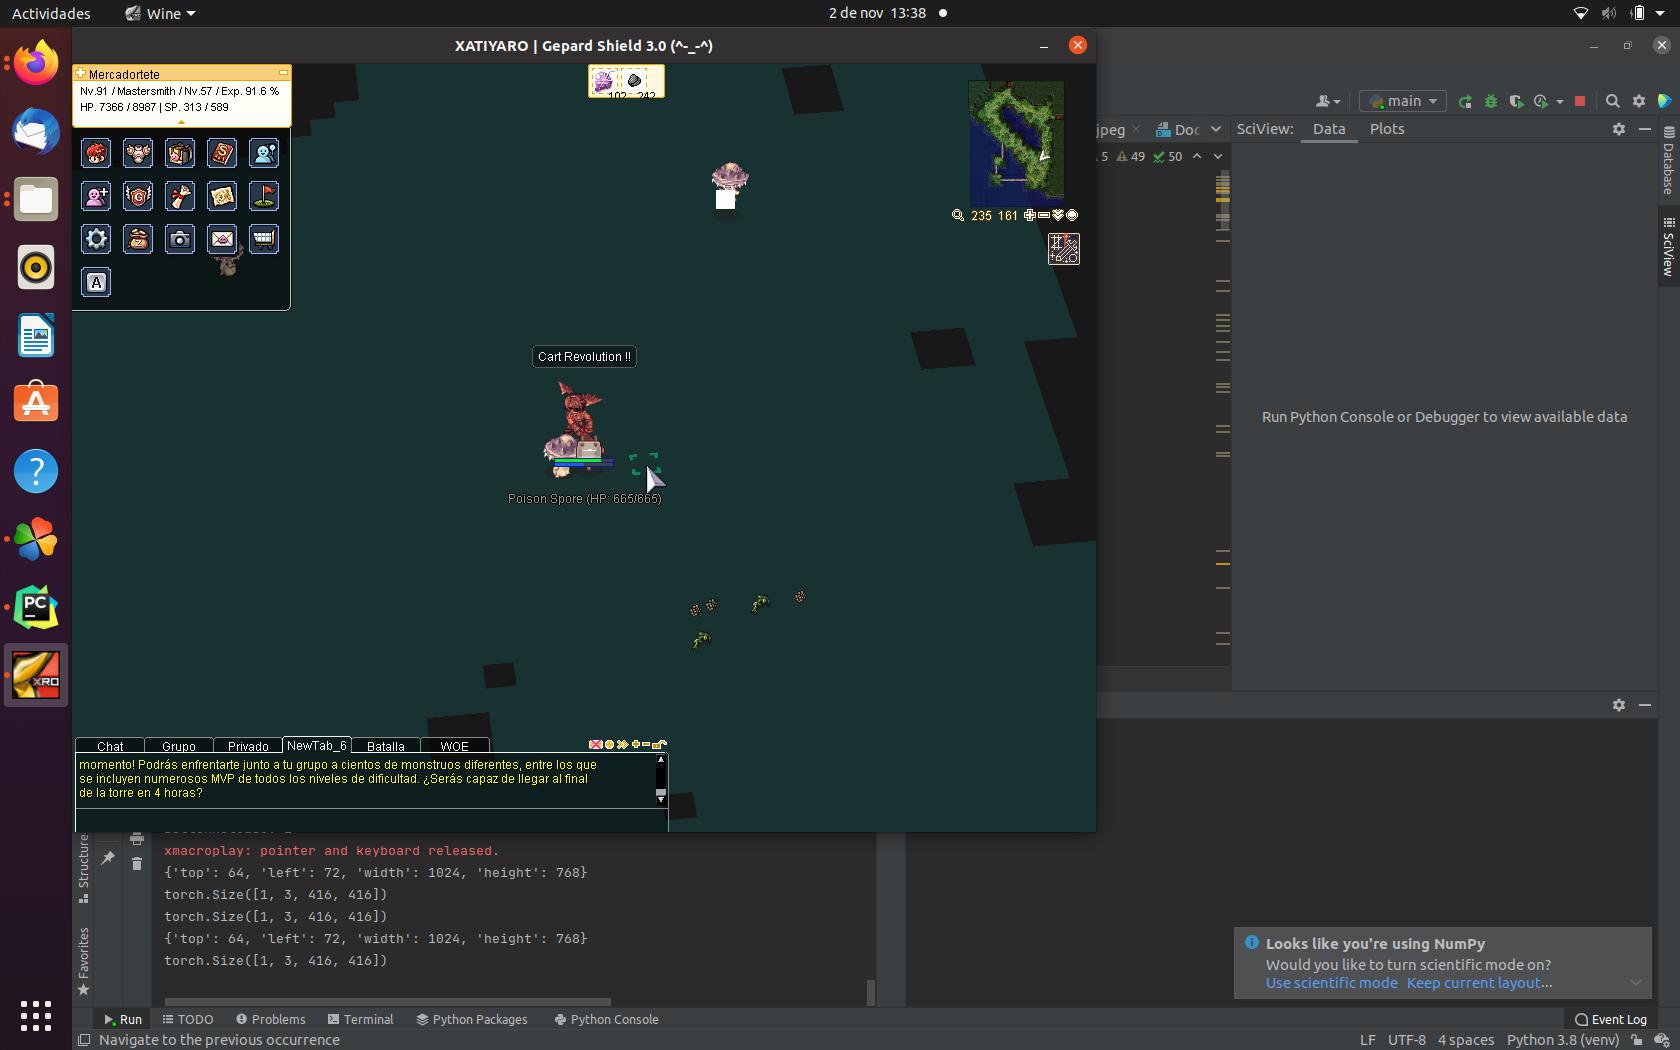 Actividades
Wine
2 de nov 13:38
XATIYARO | Gepard Shield 3.0 (^-_-^)
Mercadortete
Nv.91 / Mastersmith / Nv.57 / Exp. 91.6 %
HP. 7366 / 8987 | SP. 313 / 589
102 242
A
235 161
Cart Revolution !!
Poison Spore (HP: 665/665)
Chat Grupo Privado NewTab_6 Batalla WOE
momento! Podrás enfrentarte junto a tu grupo a cientos de monstruos diferentes, entre los que
se incluyen numerosos MVP de todos los niveles de dificultad. ¿Serás capaz de llegar al final
de la torre en 4 horas?
main
jpeg
Doc
SciView: Data Plots
5 49 50
Database
SciView
Run Python Console or Debugger to view available data
PC
XRO
Structure
Favorites
xmacroplay: pointer and keyboard released.
{'top': 64, 'left': 72, 'width': 1024, 'height': 768}
torch.Size([1, 3, 416, 416])
torch.Size([1, 3, 416, 416])
{'top': 64, 'left': 72, 'width': 1024, 'height': 768}
torch.Size([1, 3, 416, 416])
Looks like you're using NumPy
Would you like to turn scientific mode on?
Use scientific mode Keep current layout...
Run TODO Problems Terminal Python Packages Python Console
Event Log
Navigate to the previous occurrence
LF UTF-8 4 spaces Python 3.8 (venv)